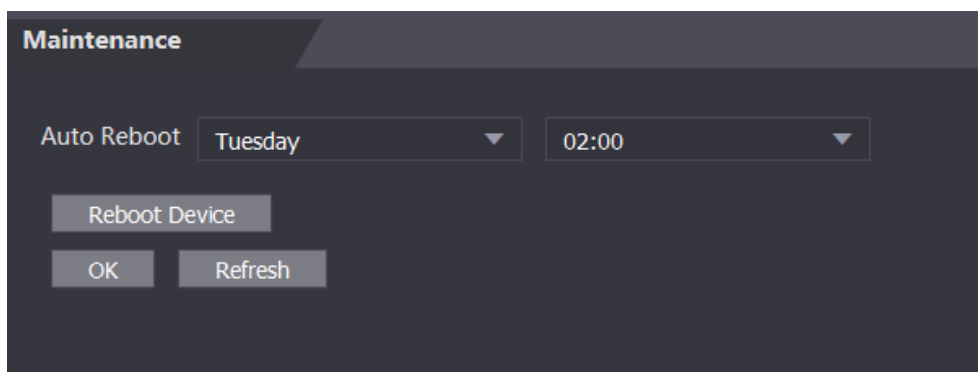 Maintenance
Auto Reboot Tuesday 02:00
Reboot Device
OK Refresh